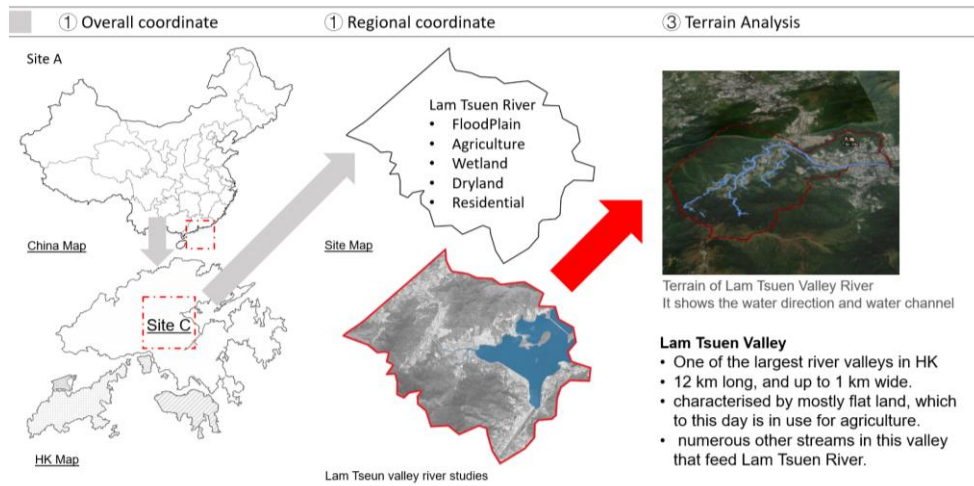 ① Overall coordinate
① Regional coordinate
③ Terrain Analysis
Site A
China Map
Site C
HK Map
Lam Tsuen River
• FloodPlain
• Agriculture
• Wetland
• Dryland
• Residential
Site Map
Lam Tseun valley river studies
Terrain of Lam Tsuen Valley River
It shows the water direction and water channel
Lam Tsuen Valley
• One of the largest river valleys in HK
• 12 km long, and up to 1 km wide.
• characterised by mostly flat land, which
to this day is in use for agriculture.
• numerous other streams in this valley
that feed Lam Tsuen River.